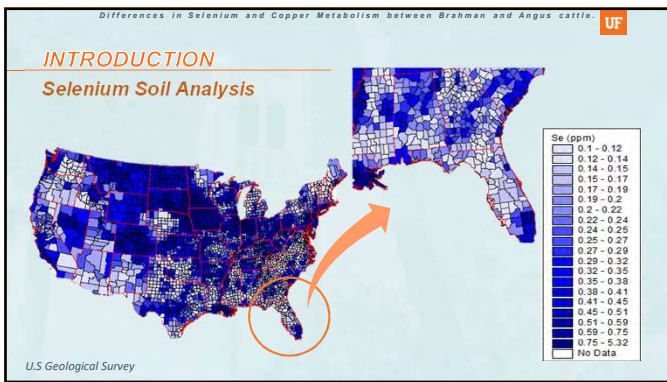 Differences in Selenium and Copper Metabolism between Brahman and Angus cattle.
UF
INTRODUCTION
Selenium Soil Analysis
Se (ppm)
0.1 - 0.12
0.12 - 0.14
0.14 - 0.15
0.15 - 0.17
0.17 - 0.19
0.19 - 0.2
0.2 - 0.22
0.22 - 0.24
0.24 - 0.25
0.25 - 0.27
0.27 - 0.29
0.29 - 0.32
0.32 - 0.35
0.35 - 0.38
0.38 - 0.41
0.41 - 0.45
0.45 - 0.51
0.51 - 0.59
0.59 - 0.75
0.75 - 5.32
No Data
U.S Geological Survey